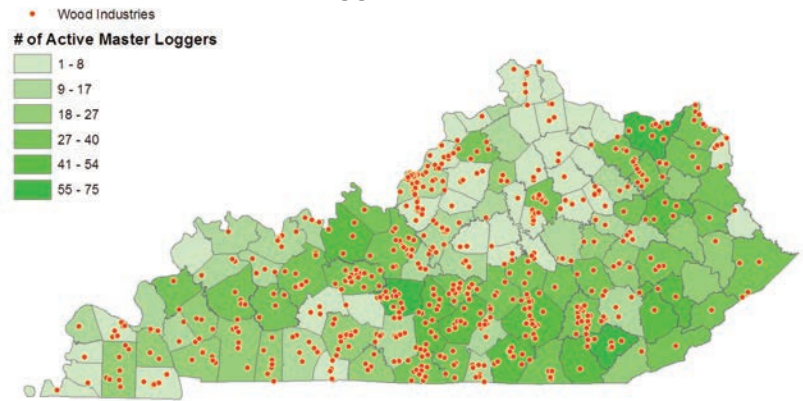 Wood Industries
# of Active Master Loggers
1 - 8
9 - 17
18 - 27
27 - 40
41 - 54
55 - 75